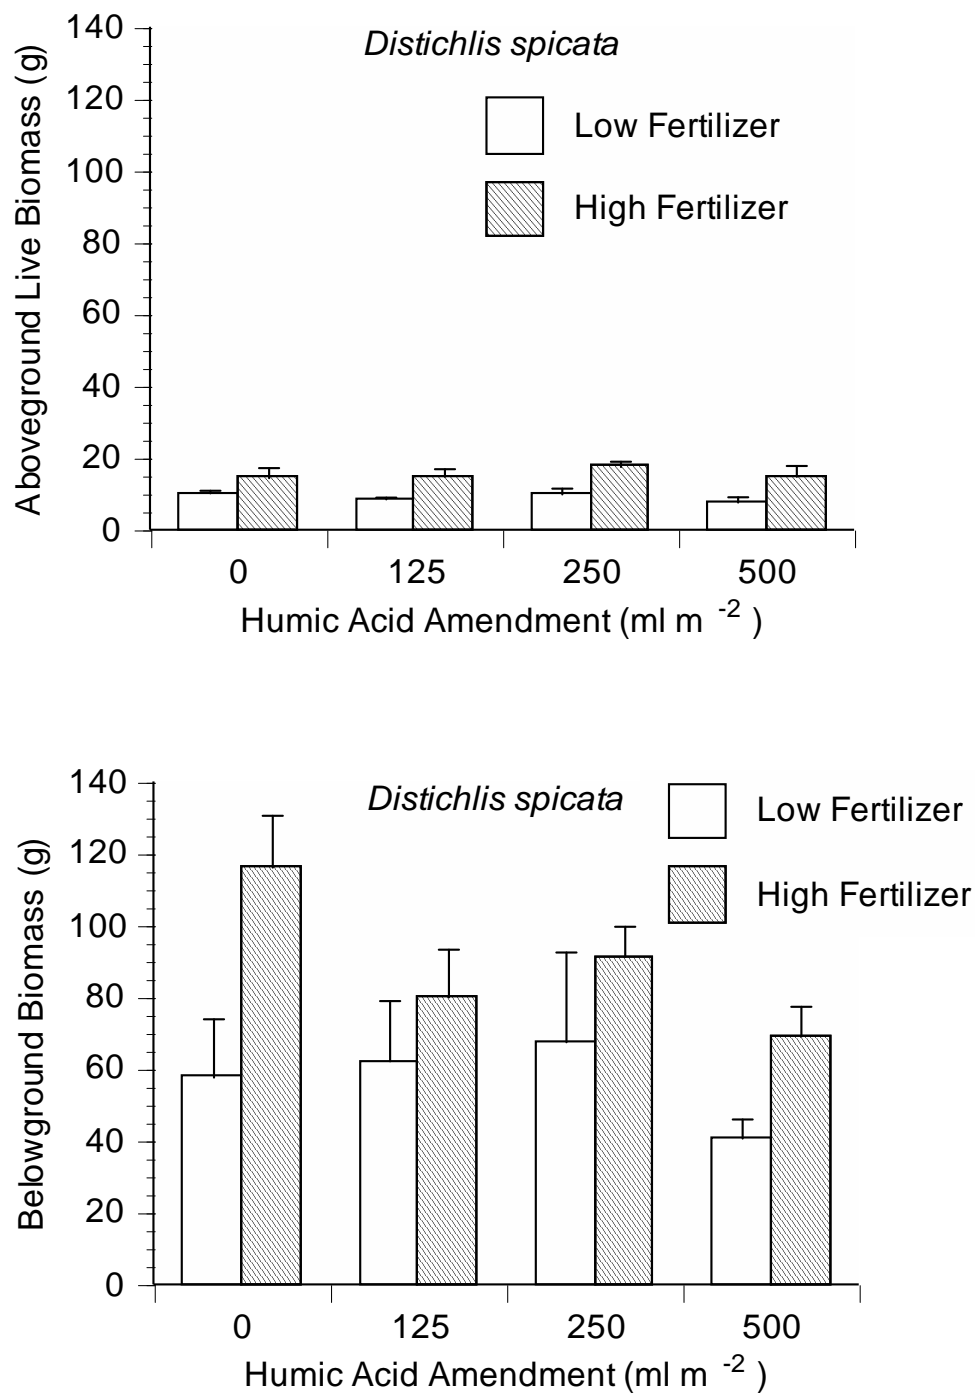 Distichlis spicata
Low Fertilizer
High Fertilizer
Aboveground Live Biomass (g)
140
120
100
80
60
40
20
0
0 125 250 500
Humic Acid Amendment (ml m -2 )
Distichlis spicata
Low Fertilizer
High Fertilizer
Belowground Biomass (g)
140
120
100
80
60
40
20
0
0 125 250 500
Humic Acid Amendment (ml m -2 )